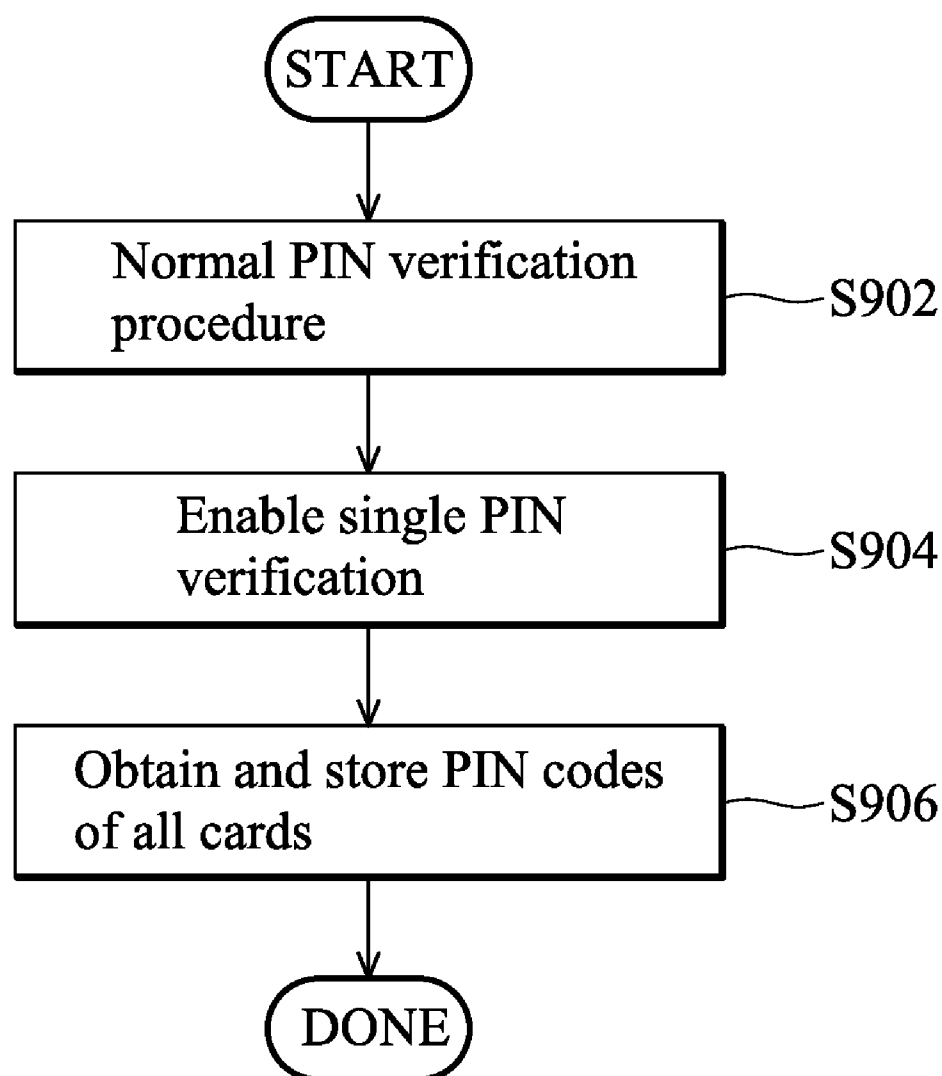 START
Normal PIN verification
procedure
S902
Enable single PIN
verification
S904
Obtain and store PIN codes
of all cards
S906
DONE